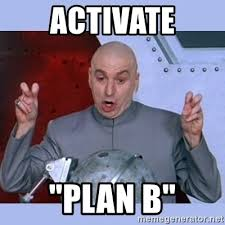 ACTIVATE
"PLAN B"
memegenerator.net